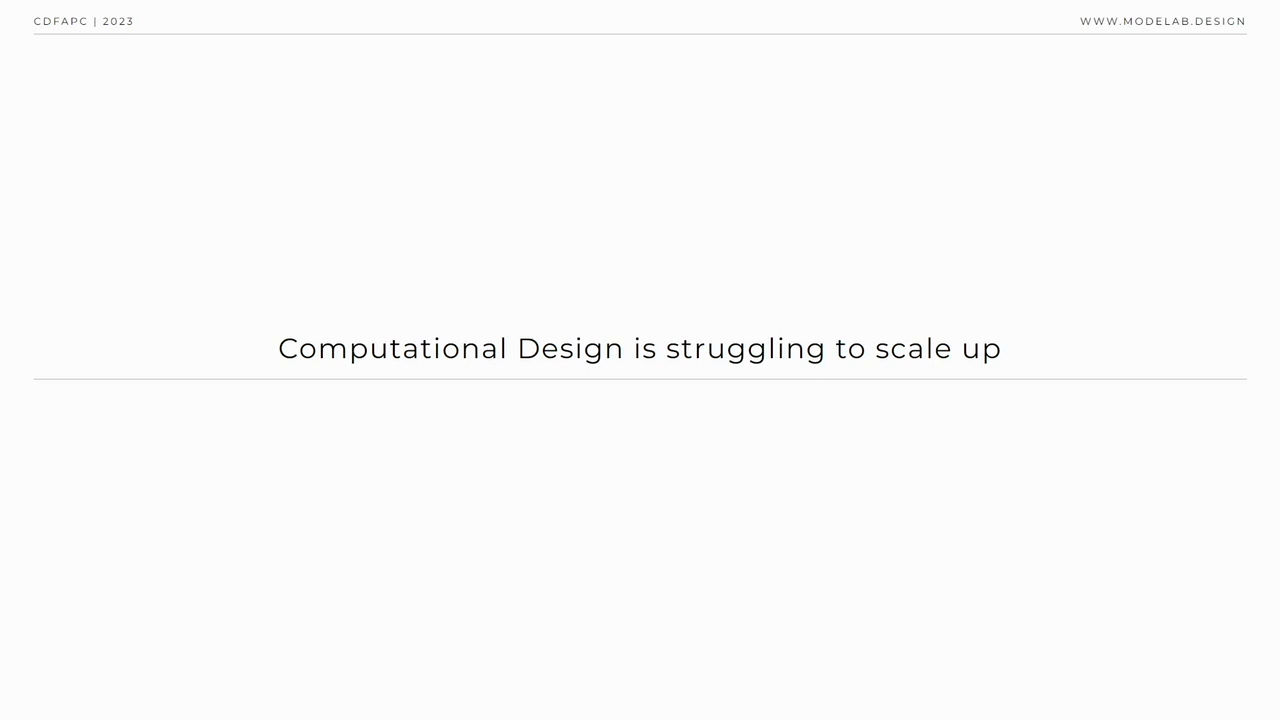 CDFAPC | 2023
WWW.MODELAB.DESIGN
Computational Design is struggling to scale up